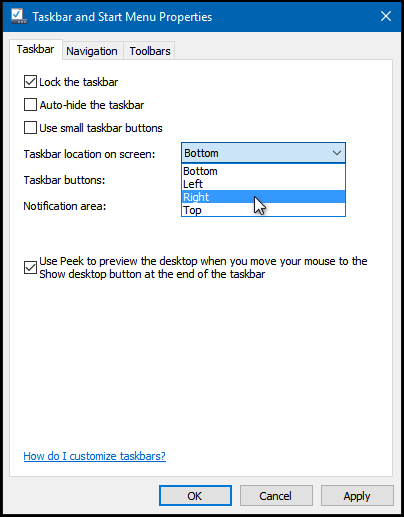 Taskbar and Start Menu Properties
Taskbar Navigation Toolbars
Lock the taskbar
Auto-hide the taskbar
Use small taskbar buttons
Taskbar location on screen: Bottom
Bottom
Taskbar buttons:
Left
Right
Notification area:
Top
Use Peek to preview the desktop when you move your mouse to the
Show desktop button at the end of the taskbar
How do I customize taskbars?
OK Cancel Apply